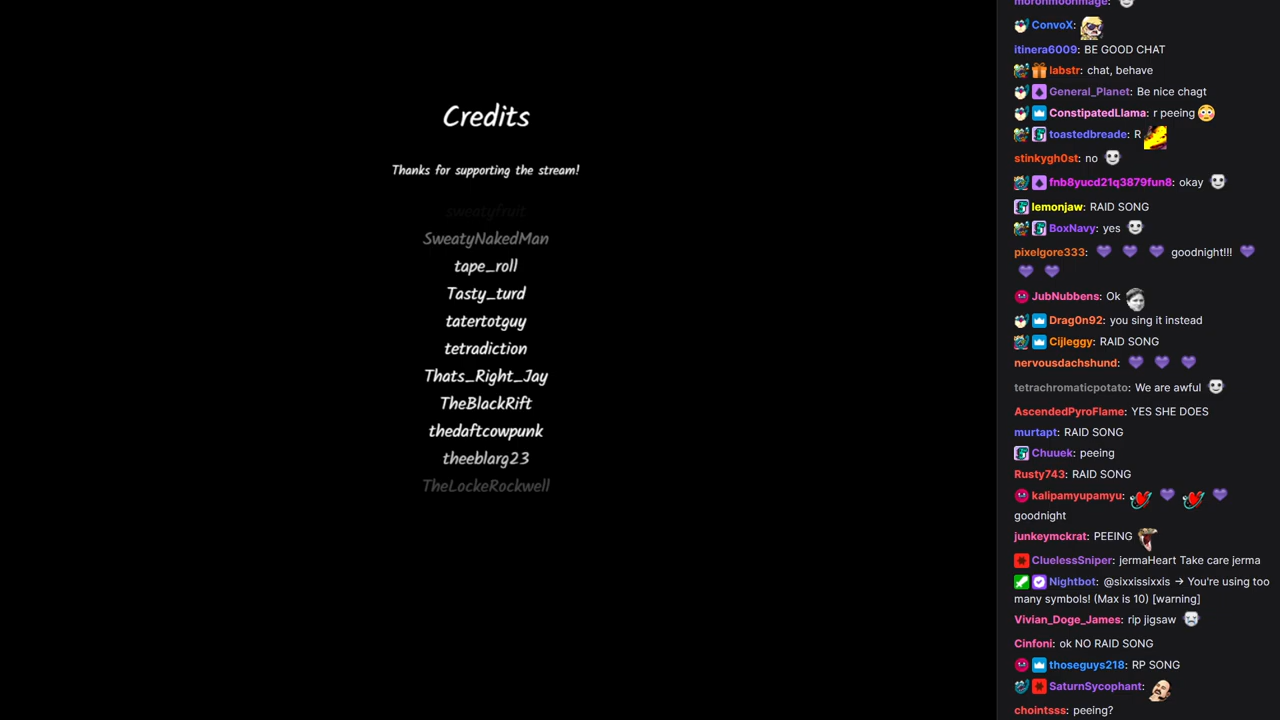 Credits
Thanks for supporting the stream!
sweatyfruit
SweatyNakedMan
tape_roll
Tasty_turd
tatertotguy
tetradiction
Thats_Right_Jay
TheBlackRift
thedaftcowpunk
theeblarg23
TheLockeRockwell
moronmoonmage:
ConvoX:
itinera6009: BE GOOD CHAT
labstr: chat, behave
General_Planet: Be nice chagt
ConstipatedLlama: r peeing
toastedbreade: R
stinkygh0st: no
fnb8yucd21q3879fun8: okay
lemonjaw: RAID SONG
BoxNavy: yes
pixelgore333: goodnight!!!
JubNubbens: Ok
Drag0n92: you sing it instead
Cijleggy: RAID SONG
nervousdachshund:
tetrachromaticpotato: We are awful
AscendedPyroFlame: YES SHE DOES
murtapt: RAID SONG
Chuuek: peeing
Rusty743: RAID SONG
kalipamyupamyu:
goodnight
junkeymckrat: PEEING
CluelessSniper: jermaHeart Take care jerma
Nightbot: @sixxissixxis → You're using too
many symbols! (Max is 10) [warning]
Vivian_Doge_James: rip jigsaw
Cinfoni: ok NO RAID SONG
thoseguys218: RP SONG
SaturnSycophant:
chointsss: peeing?